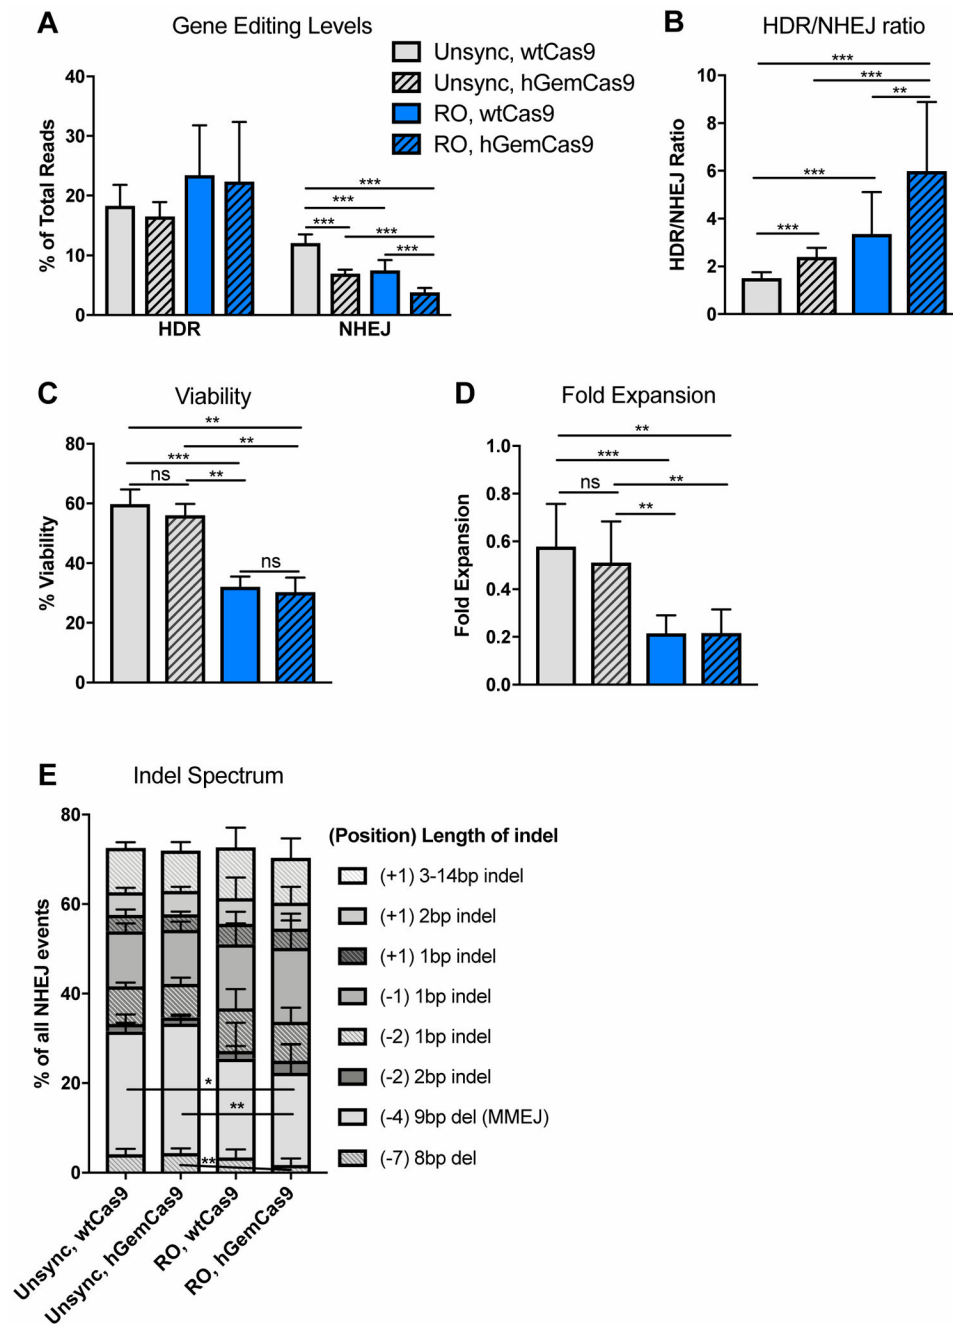 A
Gene Editing Levels
Unsync, wtCas9
Unsync, hGemCas9
RO, wtCas9
RO, hGemCas9
% of Total Reads
40
30
20
10
0
***
***
***
***
***
HDR
NHEJ
B
HDR/NHEJ ratio
HDR/NHEJ Ratio
10
8
6
4
2
0
***
***
**
***
***
C
Viability
% Viability
80
60
40
20
0
**
**
***
ns
**
ns
D
Fold Expansion
Fold Expansion
1.0
0.8
0.6
0.4
0.2
0.0
**
***
ns
**
**
E
Indel Spectrum
% of all NHEJ events
80
60
40
20
0
*
**
**
Unsync, wtCas9
Unsync, hGemCas9
RO, wtCas9
RO, hGemCas9
(Position) Length of indel
(+1) 3-14bp indel
(+1) 2bp indel
(+1) 1bp indel
(-1) 1bp indel
(-2) 1bp indel
(-2) 2bp indel
(-4) 9bp del (MMEJ)
(-7) 8bp del